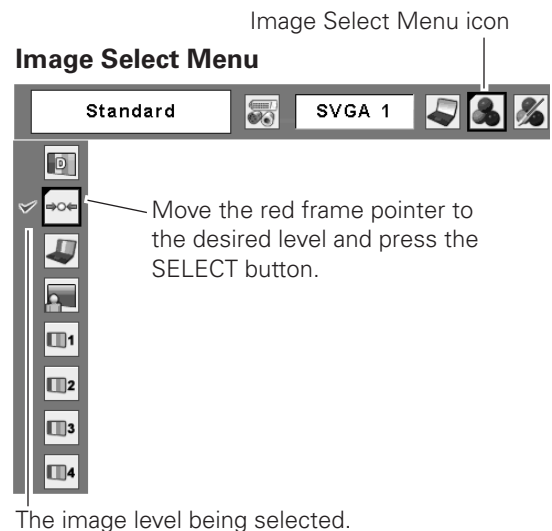 Image Select Menu icon
Image Select Menu
Standard
SVGA 1
D
Move the red frame pointer to
the desired level and press the
SELECT button.
1
2
3
4
The image level being selected.